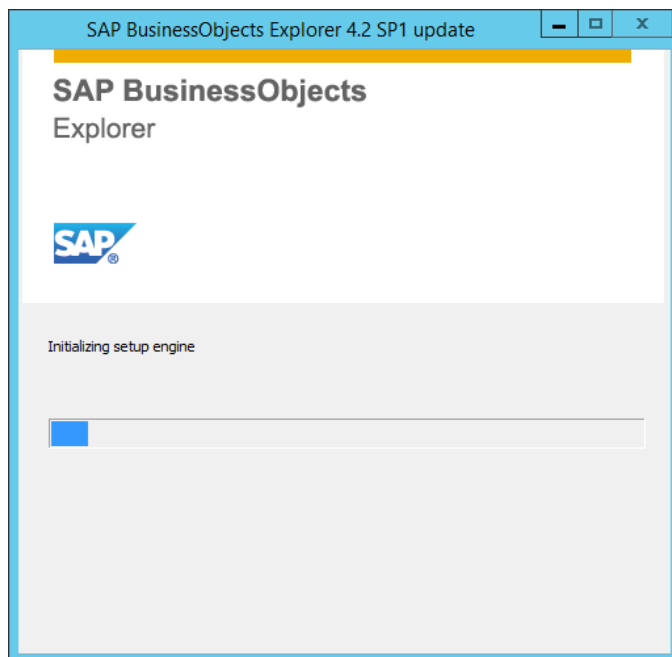 SAP BusinessObjects Explorer 4.2 SP1 update
SAP BusinessObjects
Explorer
SAP®
Initializing setup engine